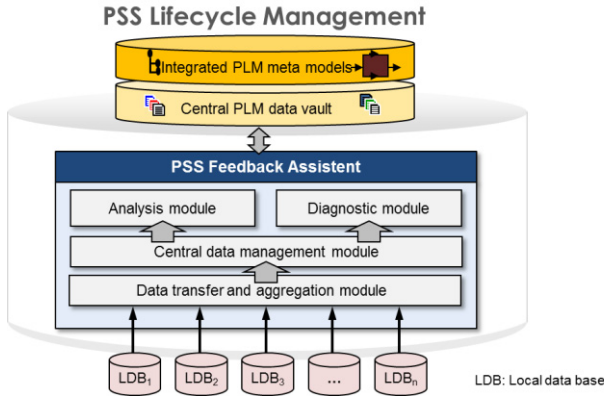 PSS Lifecycle Management
Integrated PLM meta models
Central PLM data vault
PSS Feedback Assistent
Analysis module
Diagnostic module
Central data management module
Data transfer and aggregation module
LDB₁
LDB₂
LDB₃
...
LDBₙ
LDB: Local data base